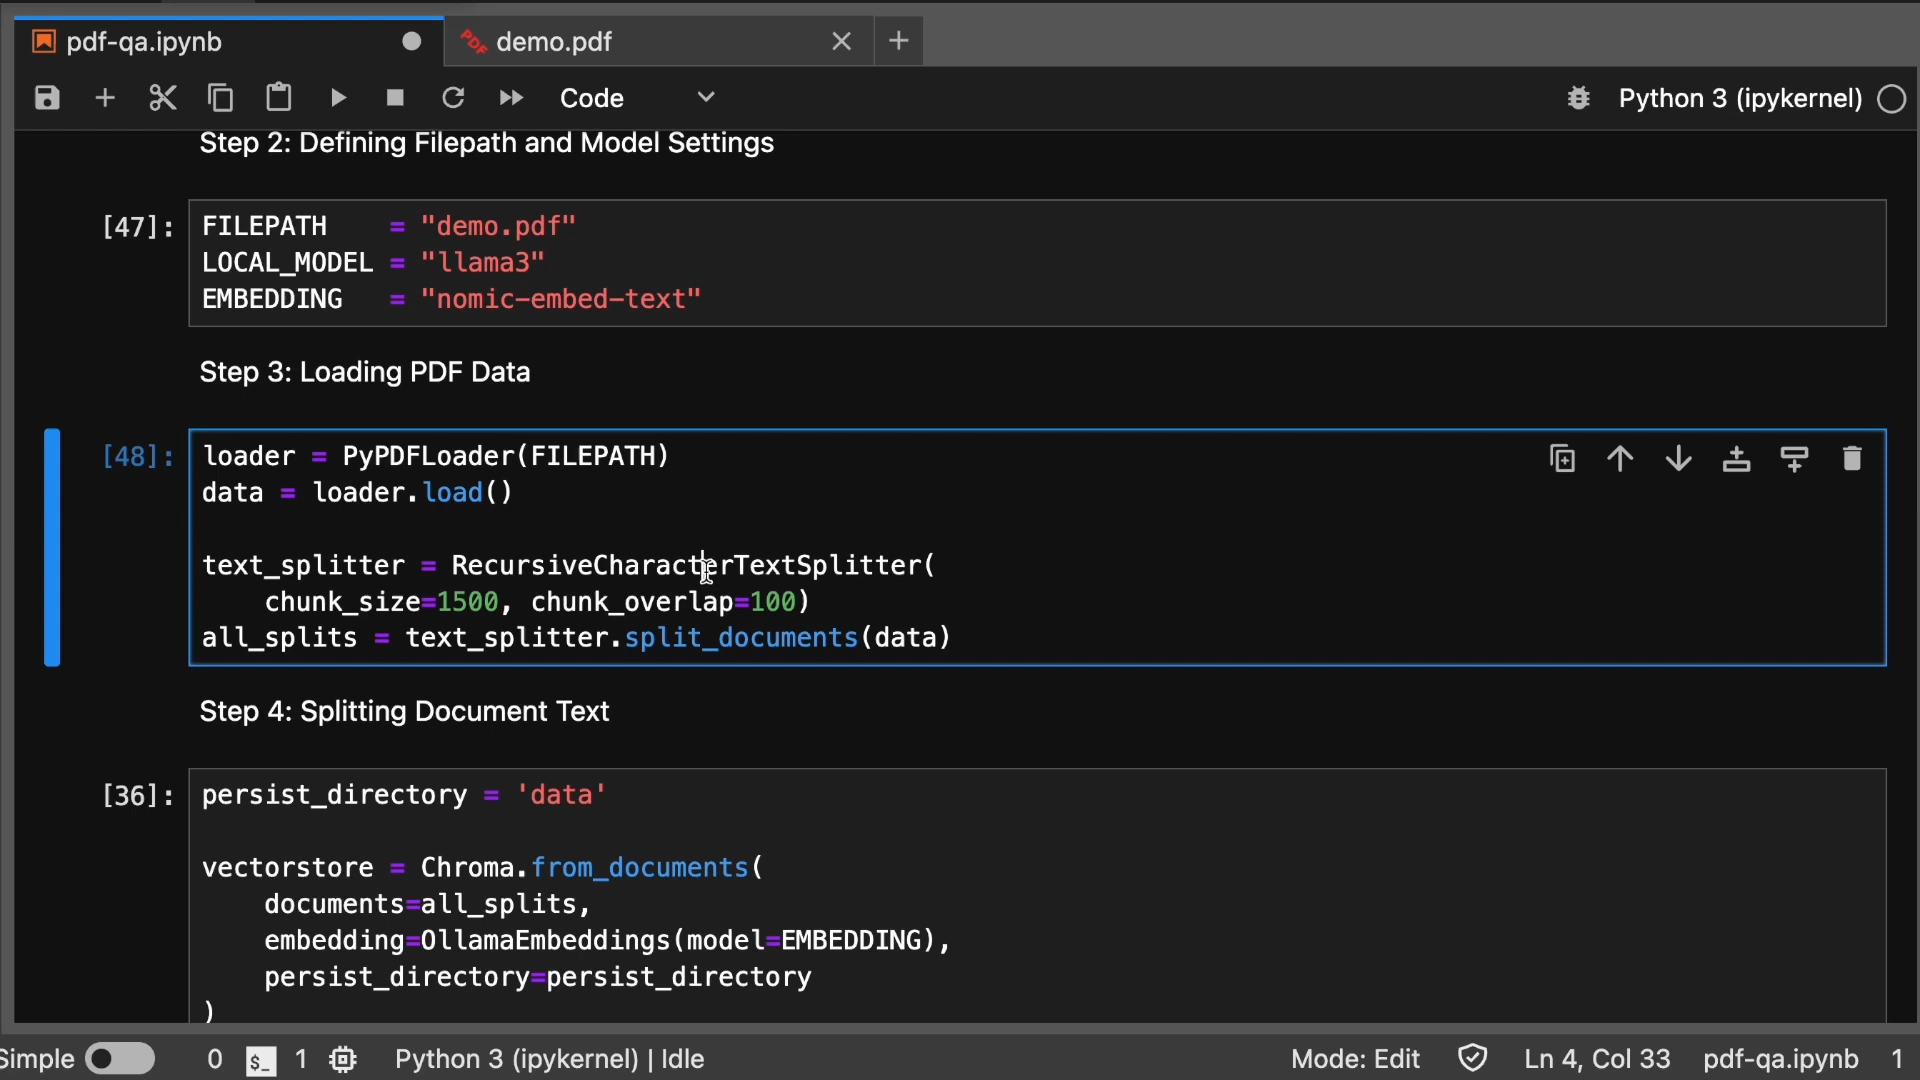 pdf-qa.ipynb
PDF demo.pdf
Code
Python 3 (ipykernel)
Step 2: Defining Filepath and Model Settings
[47]:
FILEPATH    = "demo.pdf"
LOCAL_MODEL = "llama3"
EMBEDDING   = "nomic-embed-text"
Step 3: Loading PDF Data
[48]:
loader = PyPDFLoader(FILEPATH)
data = loader.load()
text_splitter = RecursiveCharacterTextSplitter(
    chunk_size=1500, chunk_overlap=100)
all_splits = text_splitter.split_documents(data)
Step 4: Splitting Document Text
[36]:
persist_directory = 'data'
vectorstore = Chroma.from_documents(
    documents=all_splits,
    embedding=OllamaEmbeddings(model=EMBEDDING),
    persist_directory=persist_directory
)
Simple 0 $_ 1 Python 3 (ipykernel) | Idle Mode: Edit Ln 4, Col 33 pdf-qa.ipynb 1